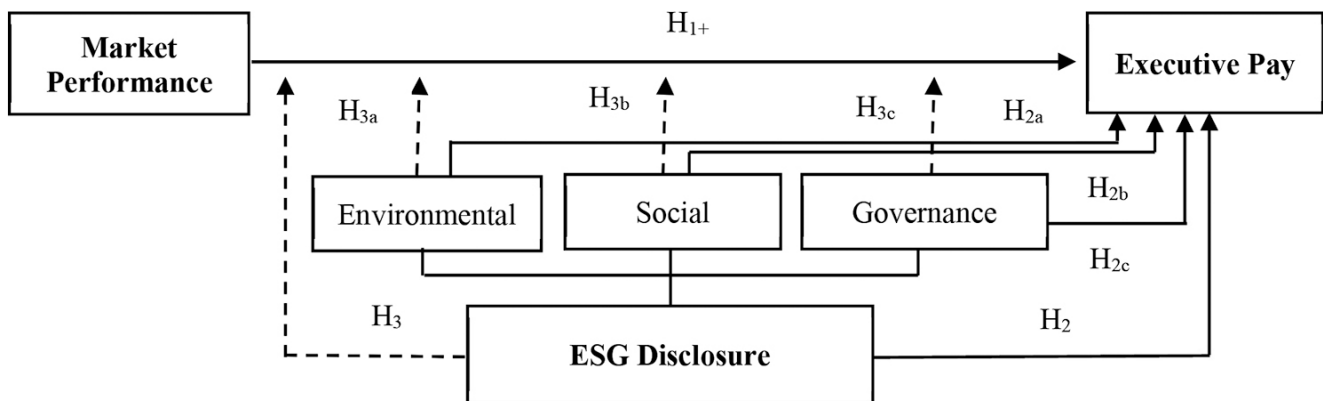 H1+
Market
Performance
Executive Pay
H3a
H3b
H3c
H2a
Environmental
Social
Governance
H2b
H2c
H3
H2
ESG Disclosure